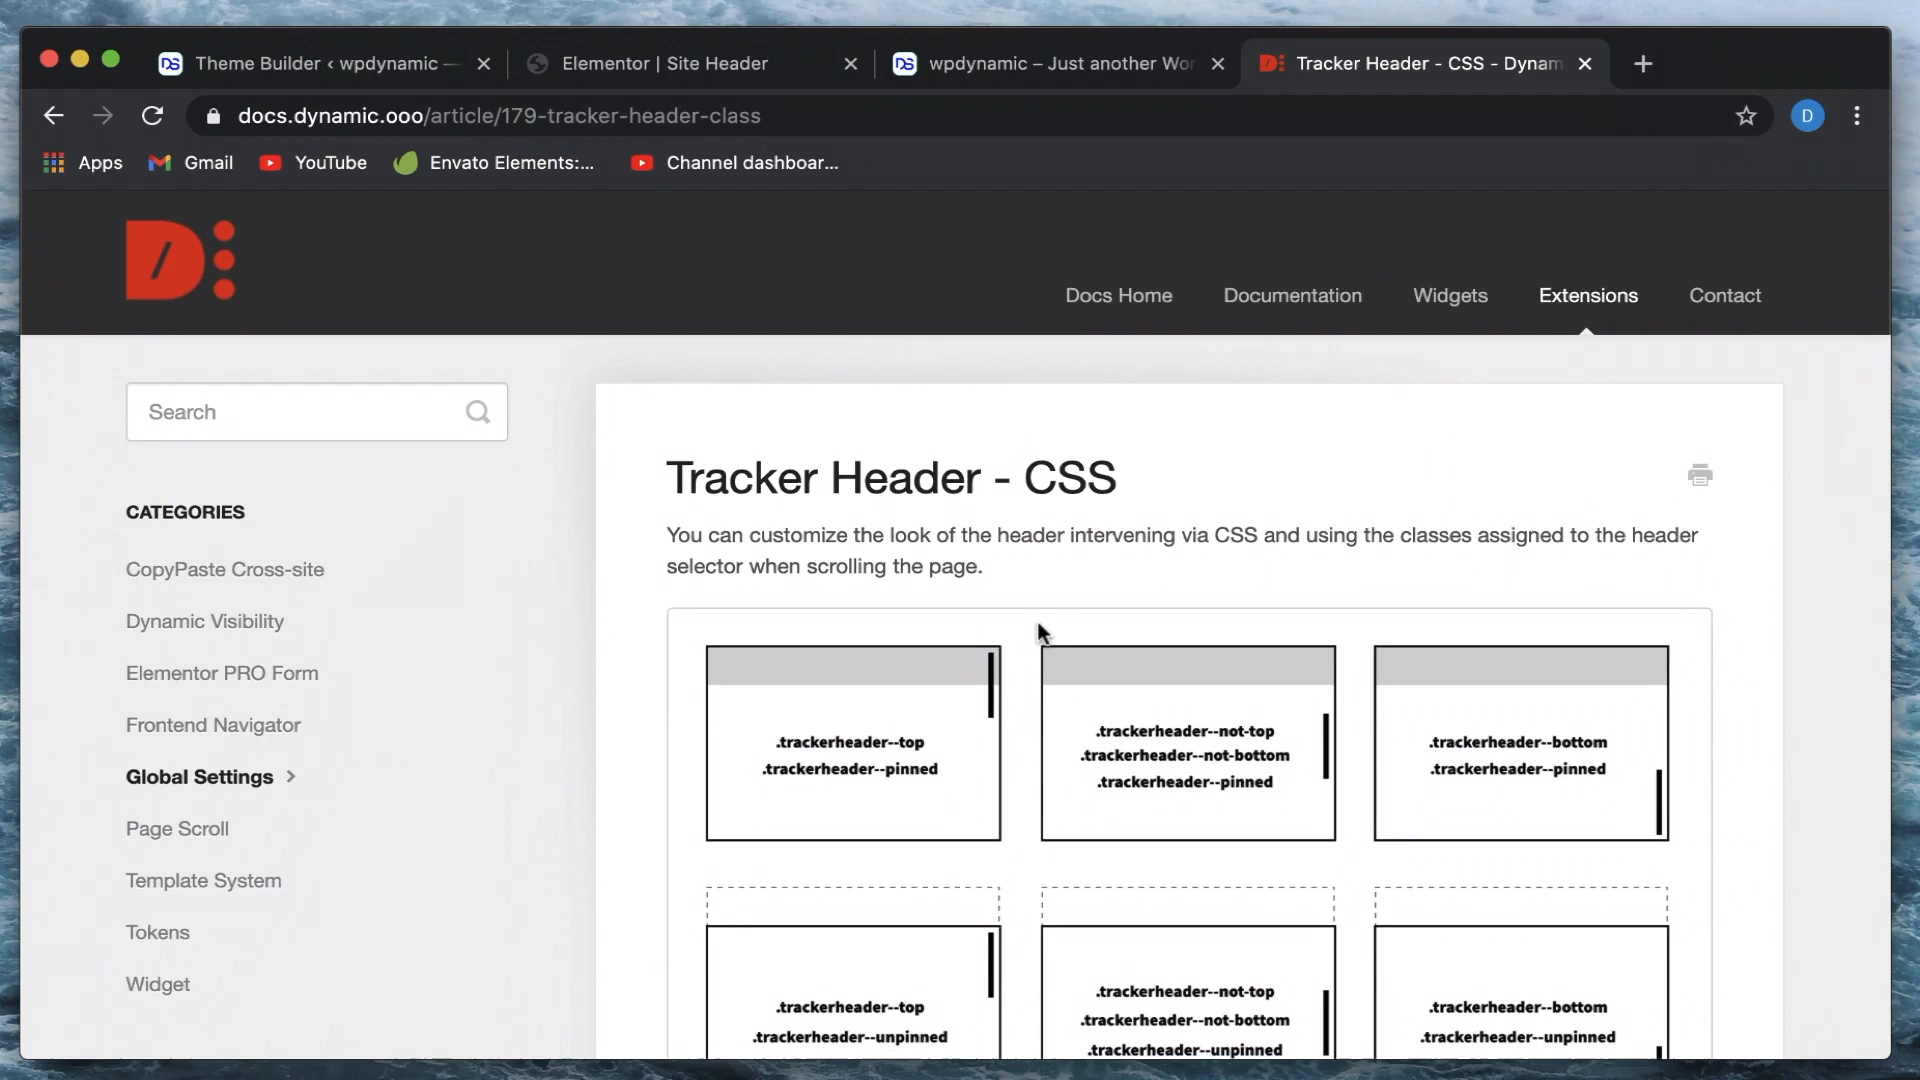 Theme Builder ‹ wpdynamic —
Elementor | Site Header
wpdynamic – Just another Wor
Tracker Header - CSS - Dynam
docs.dynamic.ooo/article/179-tracker-header-class
D
Apps
Gmail
YouTube
Envato Elements:...
Channel dashboar...
Docs Home
Documentation
Widgets
Extensions
Contact
Search
CATEGORIES
CopyPaste Cross-site
Dynamic Visibility
Elementor PRO Form
Frontend Navigator
Global Settings
Page Scroll
Template System
Tokens
Widget
Tracker Header - CSS
You can customize the look of the header intervening via CSS and using the classes assigned to the header
selector when scrolling the page.
.trackerheader--top
.trackerheader--pinned
.trackerheader--not-top
.trackerheader--not-bottom
.trackerheader--pinned
.trackerheader--bottom
.trackerheader--pinned
.trackerheader--top
.trackerheader--unpinned
.trackerheader--not-top
.trackerheader--not-bottom
.trackerheader--unpinned
.trackerheader--bottom
.trackerheader--unpinned